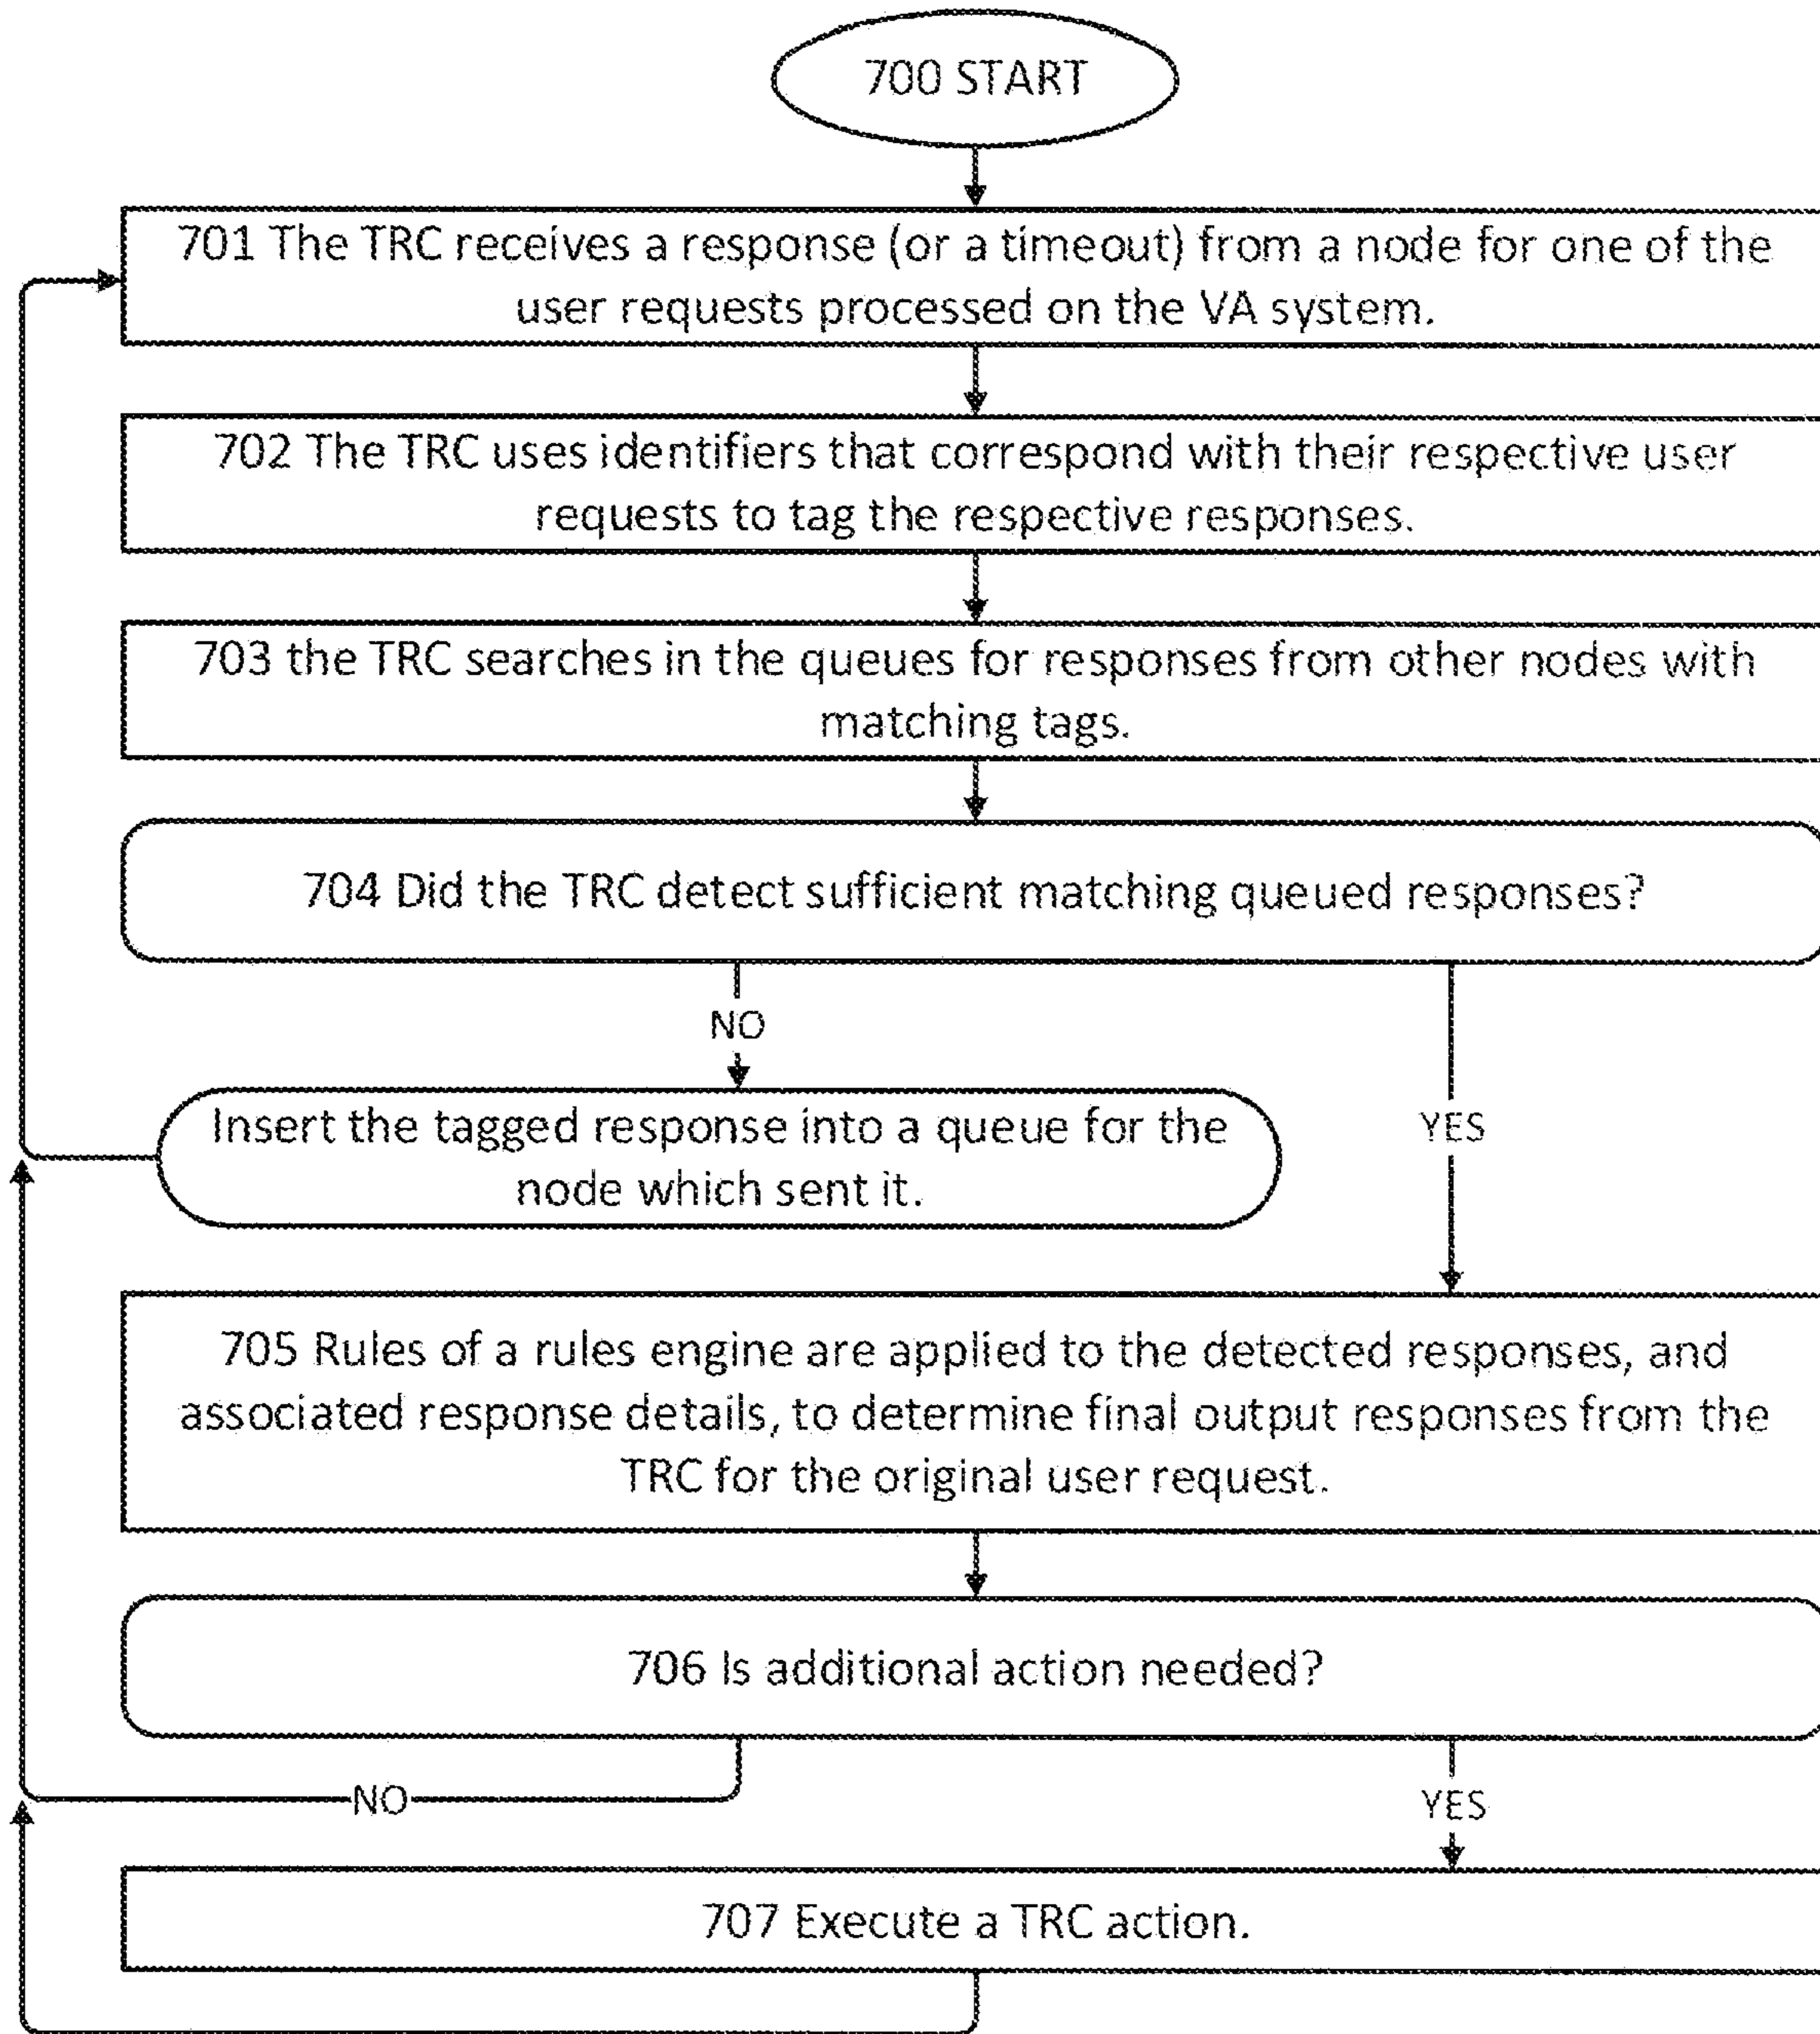 700 START
701 The TRC receives a response (or a timeout) from a node for one of the
user requests processed on the VA system.
702 The TRC uses identifiers that correspond with their respective user
requests to tag the respective responses.
703 the TRC searches in the queues for responses from other nodes with
matching tags.
704 Did the TRC detect sufficient matching queued responses?
NO
Insert the tagged response into a queue for the
node which sent it.
YES
705 Rules of a rules engine are applied to the detected responses, and
associated response details, to determine final output responses from the
TRC for the original user request.
706 Is additional action needed?
NO
YES
707 Execute a TRC action.